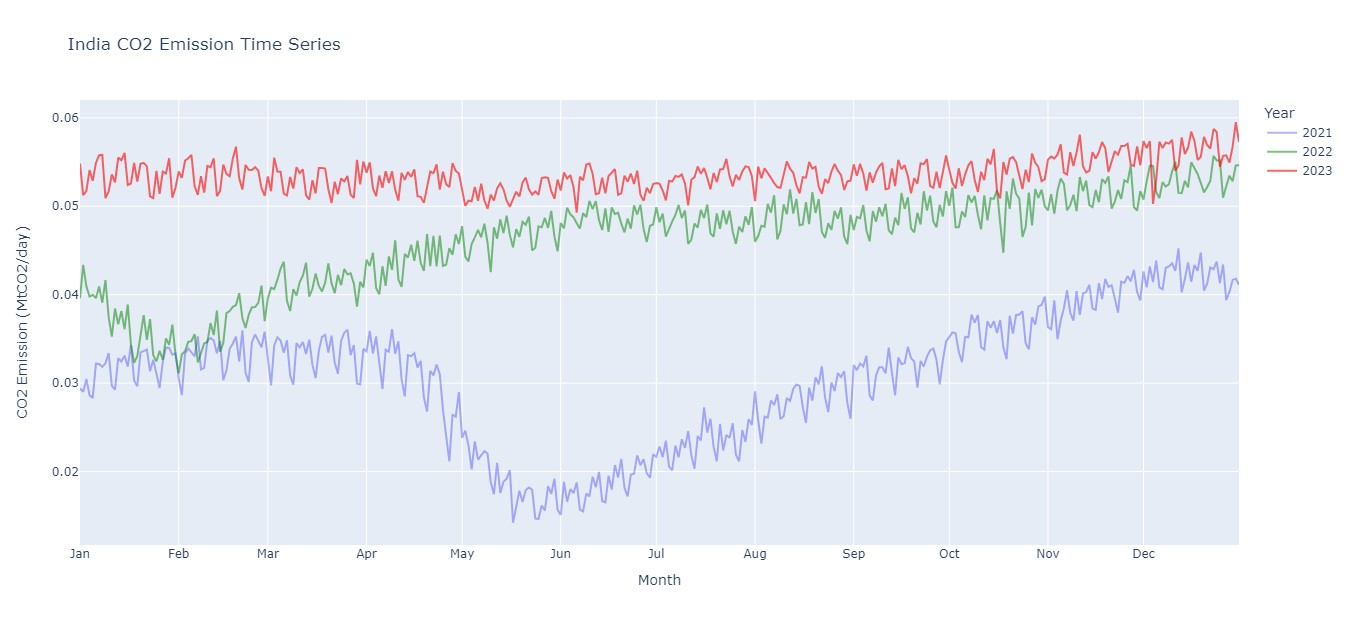 India CO2 Emission Time Series
Year
2021
2022
2023
0.06
0.05
0.04
0.03
0.02
CO2 Emission (MtCO2/day)
Jan Feb Mar Apr May Jun Jul Aug Sep Oct Nov Dec
Month